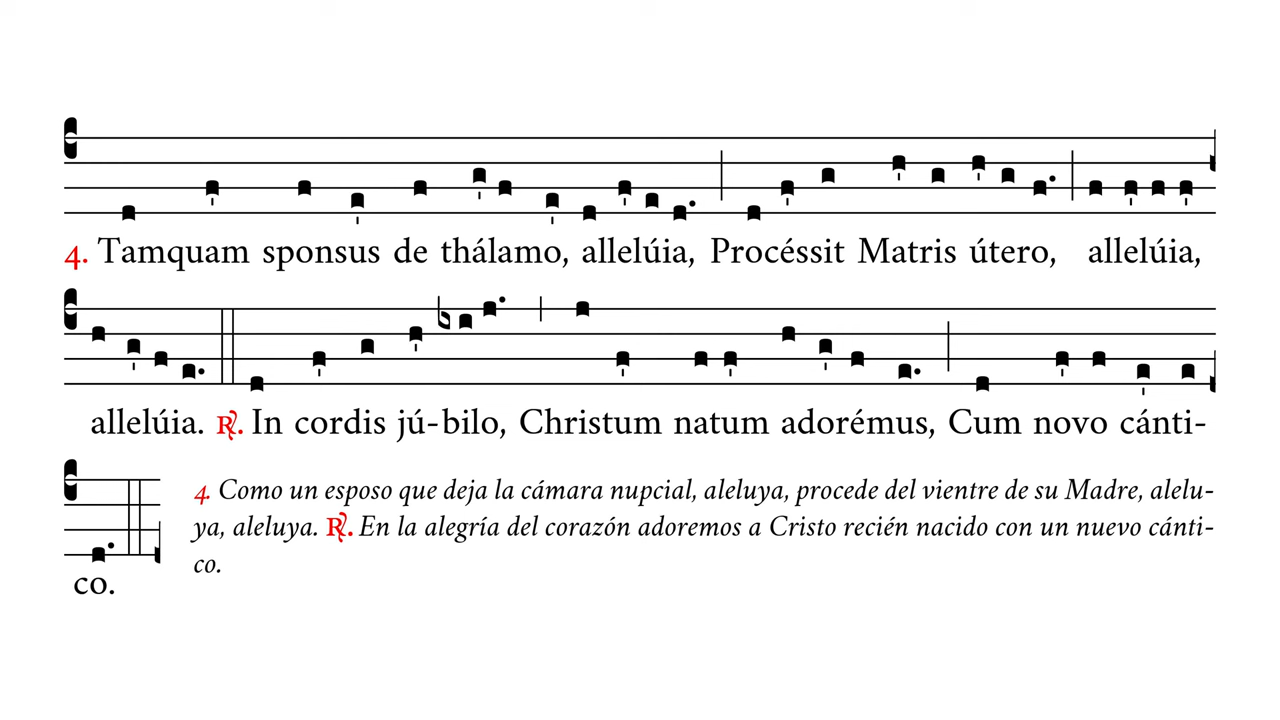 4. Tamquam sponsus de thálamo, allelúia, Procéssit Matris útero, allelúia,
allelúia. ℟. In cordis jú-bilo, Christum natum adorémus, Cum novo cánti-
co.
4. Como un esposo que deja la cámara nupcial, aleluya, procede del vientre de su Madre, alelu-
ya, aleluya. ℟. En la alegría del corazón adoremos a Cristo recién nacido con un nuevo cánti-
co.